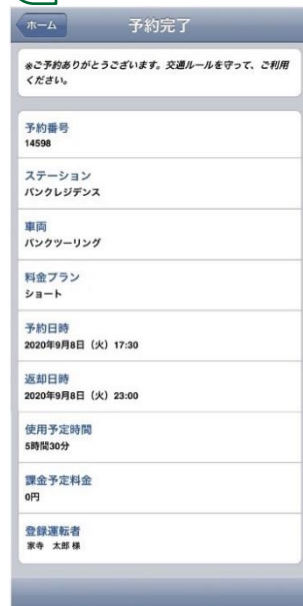 ホーム
予約完了
※ご予約ありがとうございます。交通ルールを守って、ご利用
ください。
予約番号
14598
ステーション
バンクレジデンス
車両
バンクツーリング
料金プラン
ショート
予約日時
2020年9月8日（火）17:30
返却日時
2020年9月8日（火）23:00
使用予定時間
5時間30分
課金予定料金
0円
登録運転者
家寺　太郎 様